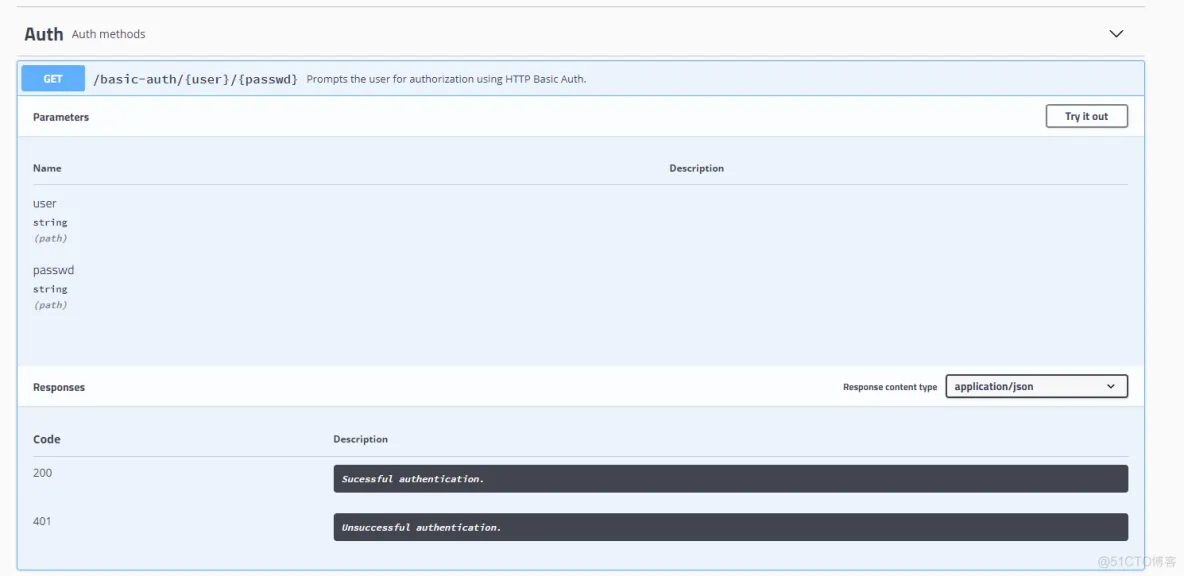 Auth Auth methods
GET /basic-auth/{user}/{passwd} Prompts the user for authorization using HTTP Basic Auth.
Parameters Try it out
Name Description
user
string
(path)
passwd
string
(path)
Responses Response content type application/json
Code Description
200 Sucessful authentication.
401 Unsuccessful authentication.
@51CTO博客